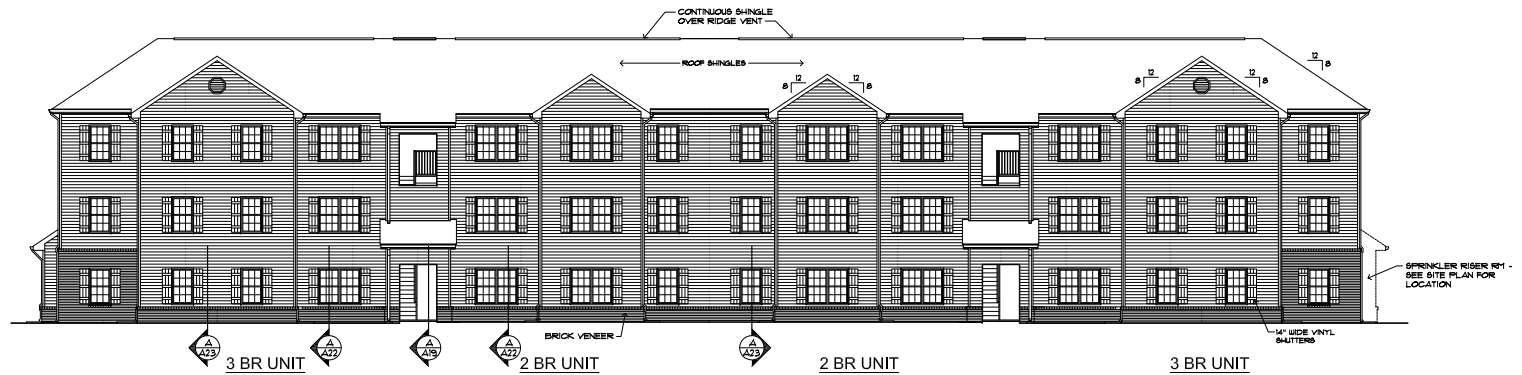 CONTINUOUS SHINGLE
OVER RIDGE VENT
ROOF SHINGLES
12
8
12
8
12
8
12
8
12
8
SPRINKLER RISER RM -
SEE SITE PLAN FOR
LOCATION
BRICK VENEER
14" WIDE VINYL
SHUTTERS
A
A23
A
A22
A
A19
A
A22
A
A23
3 BR UNIT
2 BR UNIT
2 BR UNIT
3 BR UNIT